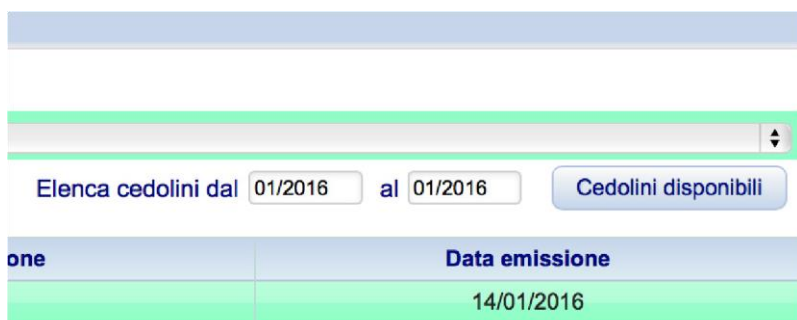 Elenca cedolini dal 01/2016 al 01/2016 Cedolini disponibili
one Data emissione
14/01/2016